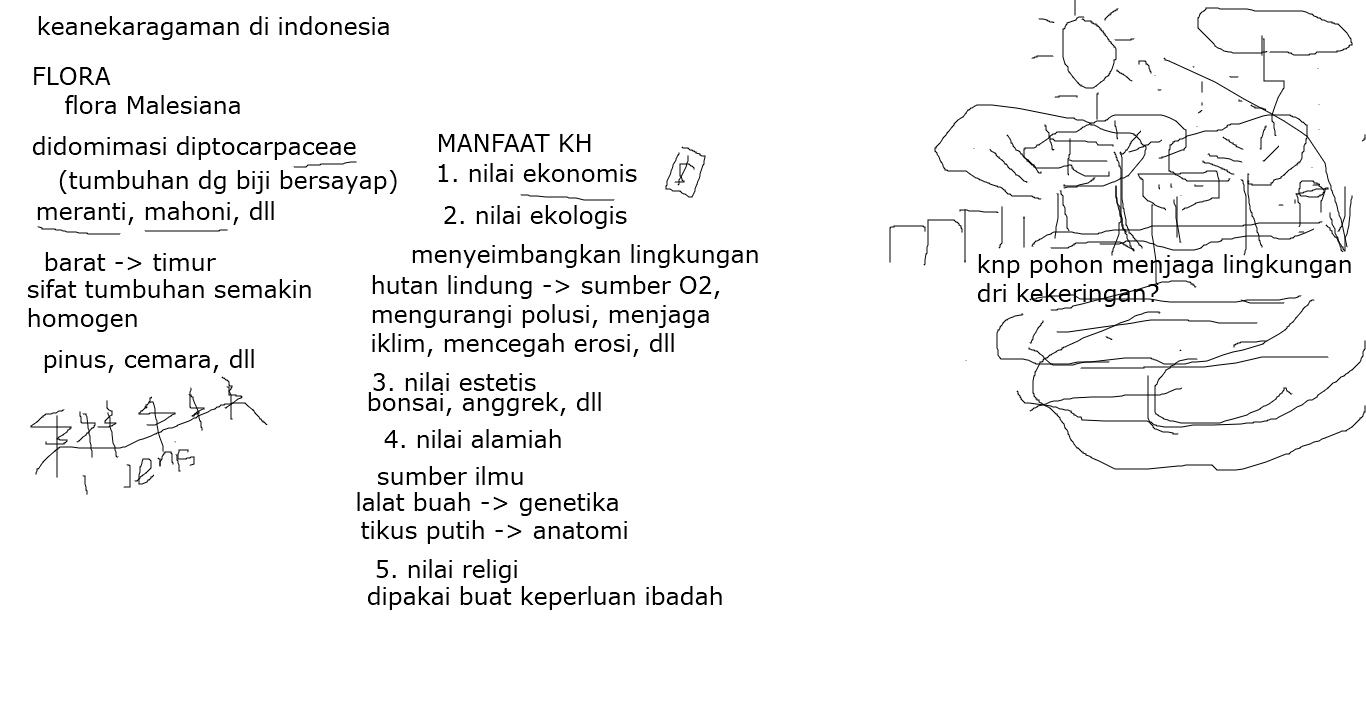 keanekaragaman di indonesia
FLORA
flora Malesiana
didomimasi diptocarpaceae
(tumbuhan dg biji bersayap)
meranti, mahoni, dll
barat -> timur
sifat tumbuhan semakin
homogen
pinus, cemara, dll
1 jenis
MANFAAT KH
1. nilai ekonomis
2. nilai ekologis
menyeimbangkan lingkungan
hutan lindung -> sumber O2,
mengurangi polusi, menjaga
iklim, mencegah erosi, dll
3. nilai estetis
bonsai, anggrek, dll
4. nilai alamiah
sumber ilmu
lalat buah -> genetika
tikus putih -> anatomi
5. nilai religi
dipakai buat keperluan ibadah
knp pohon menjaga lingkungan
dri kekeringan?